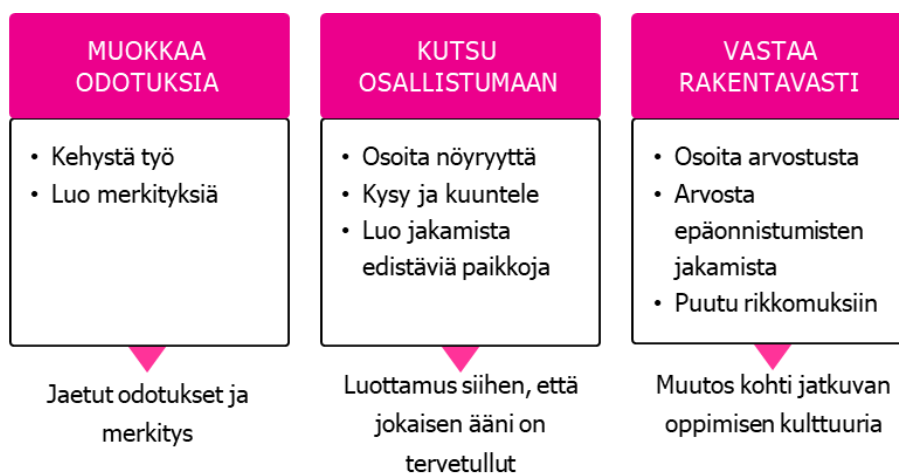 MUOKKAA
ODOTUKSIA
• Kehystä työ
• Luo merkityksiä
Jaetut odotukset ja
merkitys
KUTSU
OSALLISTUMAAN
• Osoita nöyryyttä
• Kysy ja kuuntele
• Luo jakamista
edistäviä paikkoja
Luottamus siihen, että
jokaisen ääni on
tervetullut
VASTAA
RAKENTAVASTI
• Osoita arvostusta
• Arvosta
epäonnistumisten
jakamista
• Puutu rikkomuksiin
Muutos kohti jatkuvan
oppimisen kulttuuria